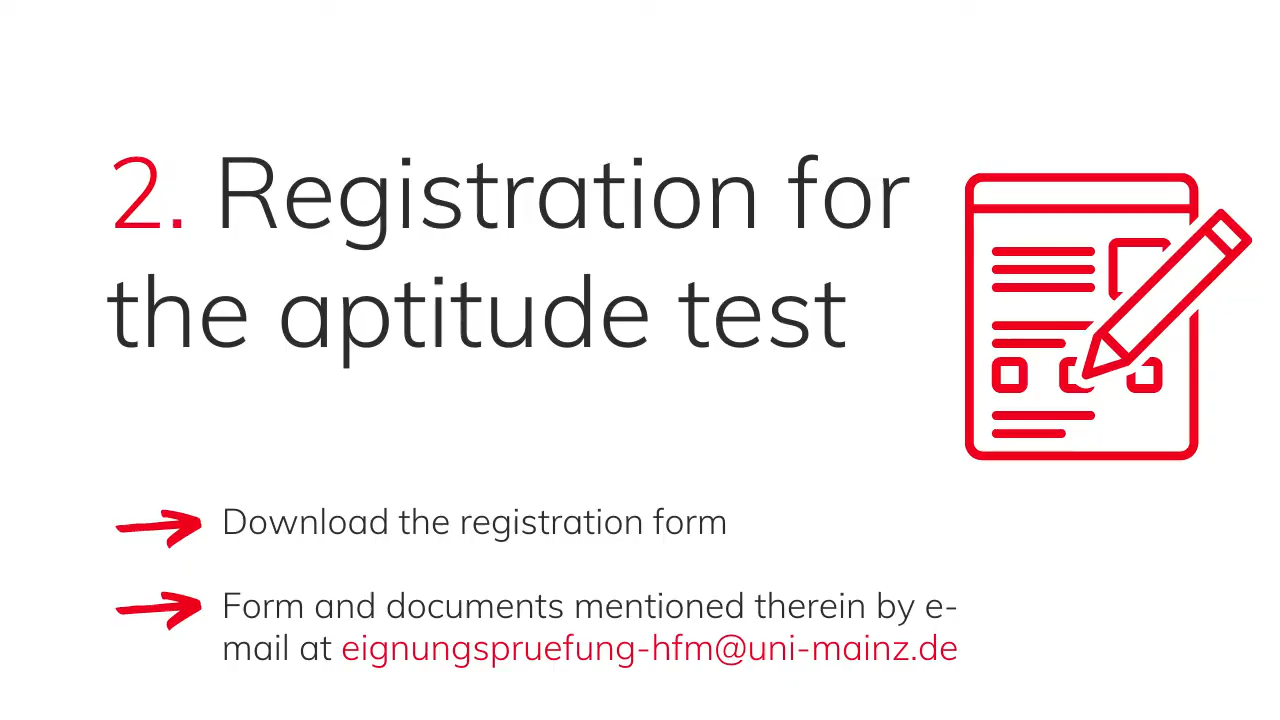 2. Registration for
the aptitude test
Download the registration form
Form and documents mentioned therein by e-
mail at eignungspruefung-hfm@uni-mainz.de